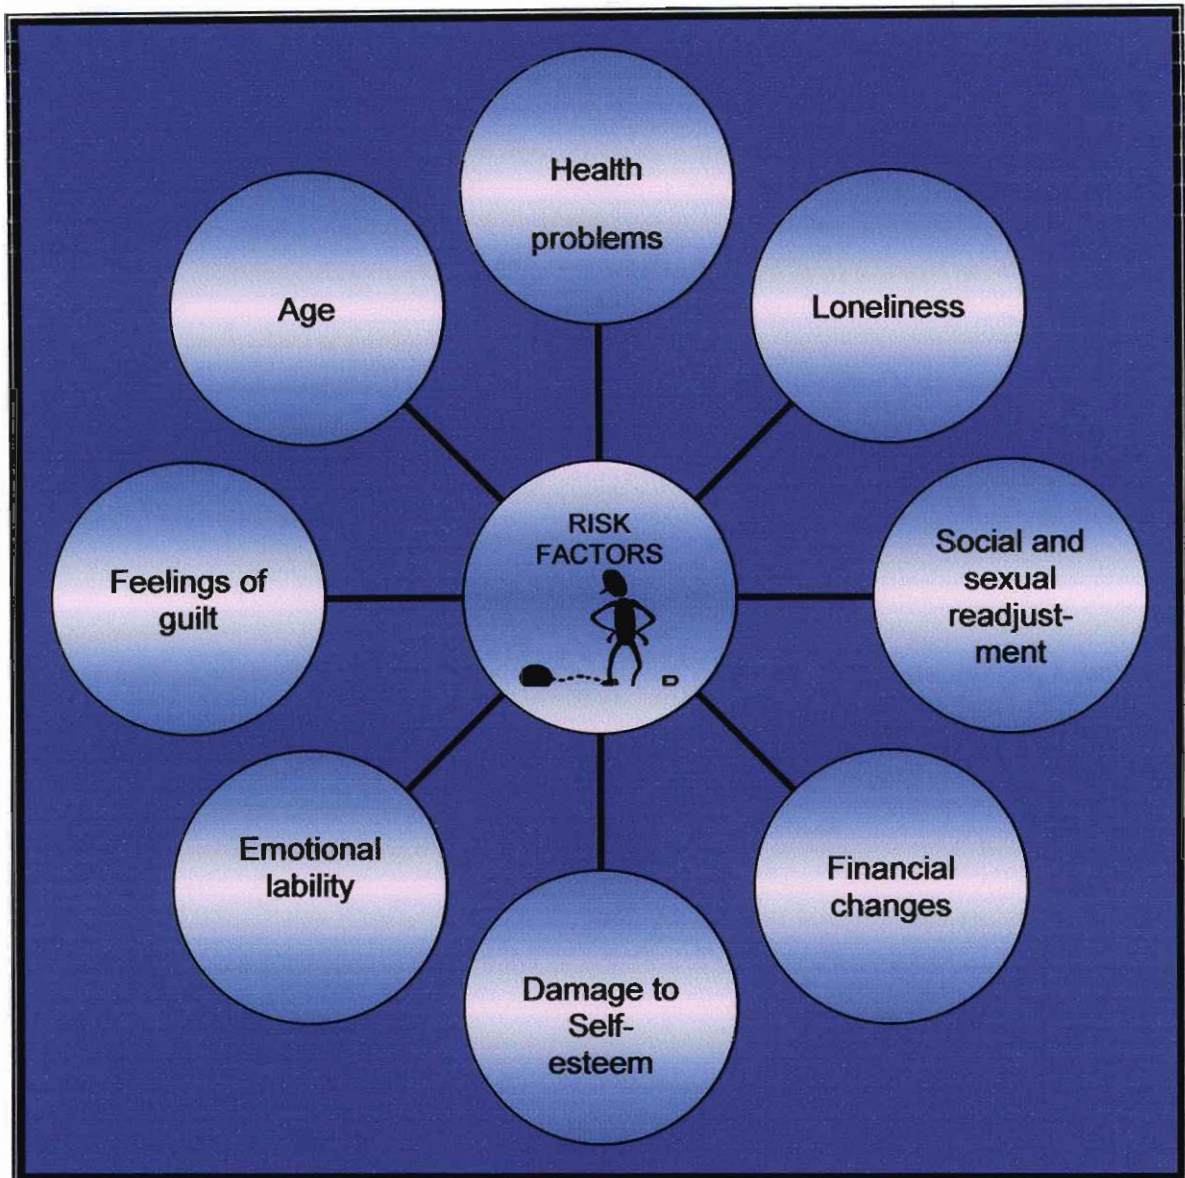 Health
problems
Loneliness
Social and
sexual
readjust-
ment
Financial
changes
Damage to
Self-
esteem
Emotional
lability
Feelings of
guilt
Age
RISK
FACTORS